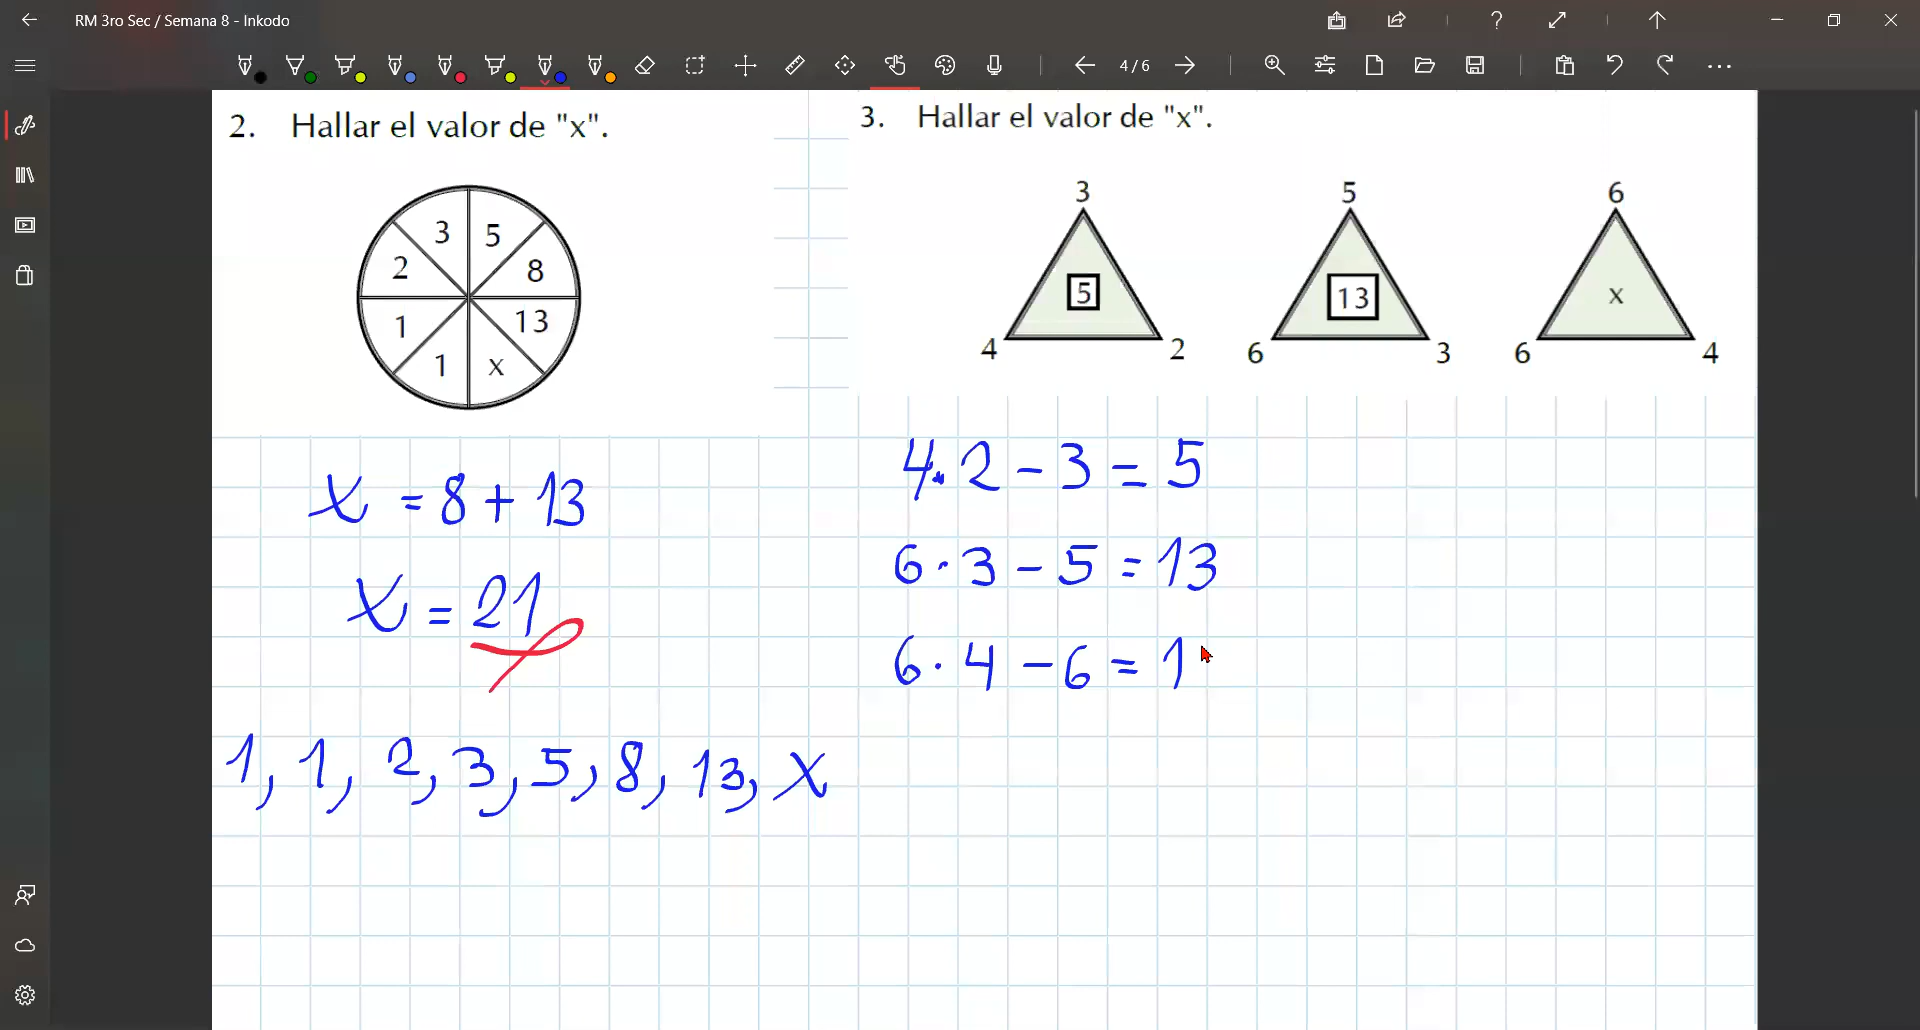 RM 3ro Sec / Semana 8 - Inkodo
4 / 6
2. Hallar el valor de "x".
3 5
2 8
1 13
1 x
x = 8 + 13
x = 21
1, 1, 2, 3, 5, 8, 13, x
3. Hallar el valor de "x".
3 5 6
5 13 x
4 2 6 3 6 4
4 · 2 - 3 = 5
6 · 3 - 5 = 13
6 · 4 - 6 = 1